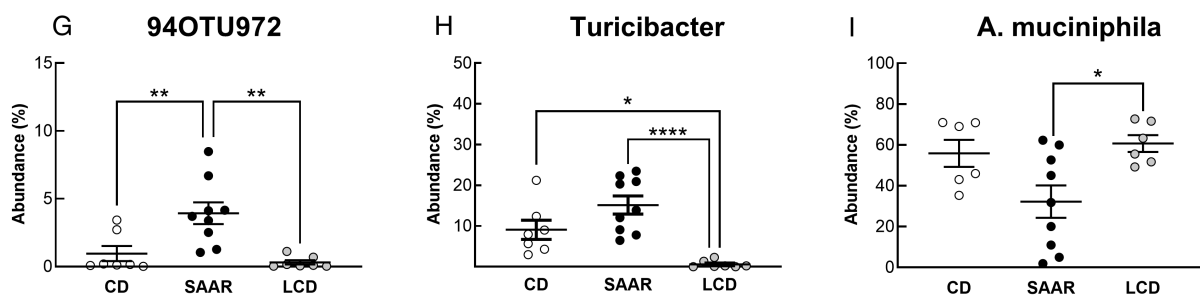 G 94OTU972
Abundance (%)
15
10
5
0
** **
CD SAAR LCD
H Turicibacter
Abundance (%)
50
40
30
20
10
*
****
CD SAAR LCD
I A. muciniphila
Abundance (%)
100
80
60
40
20
0
*
CD SAAR LCD